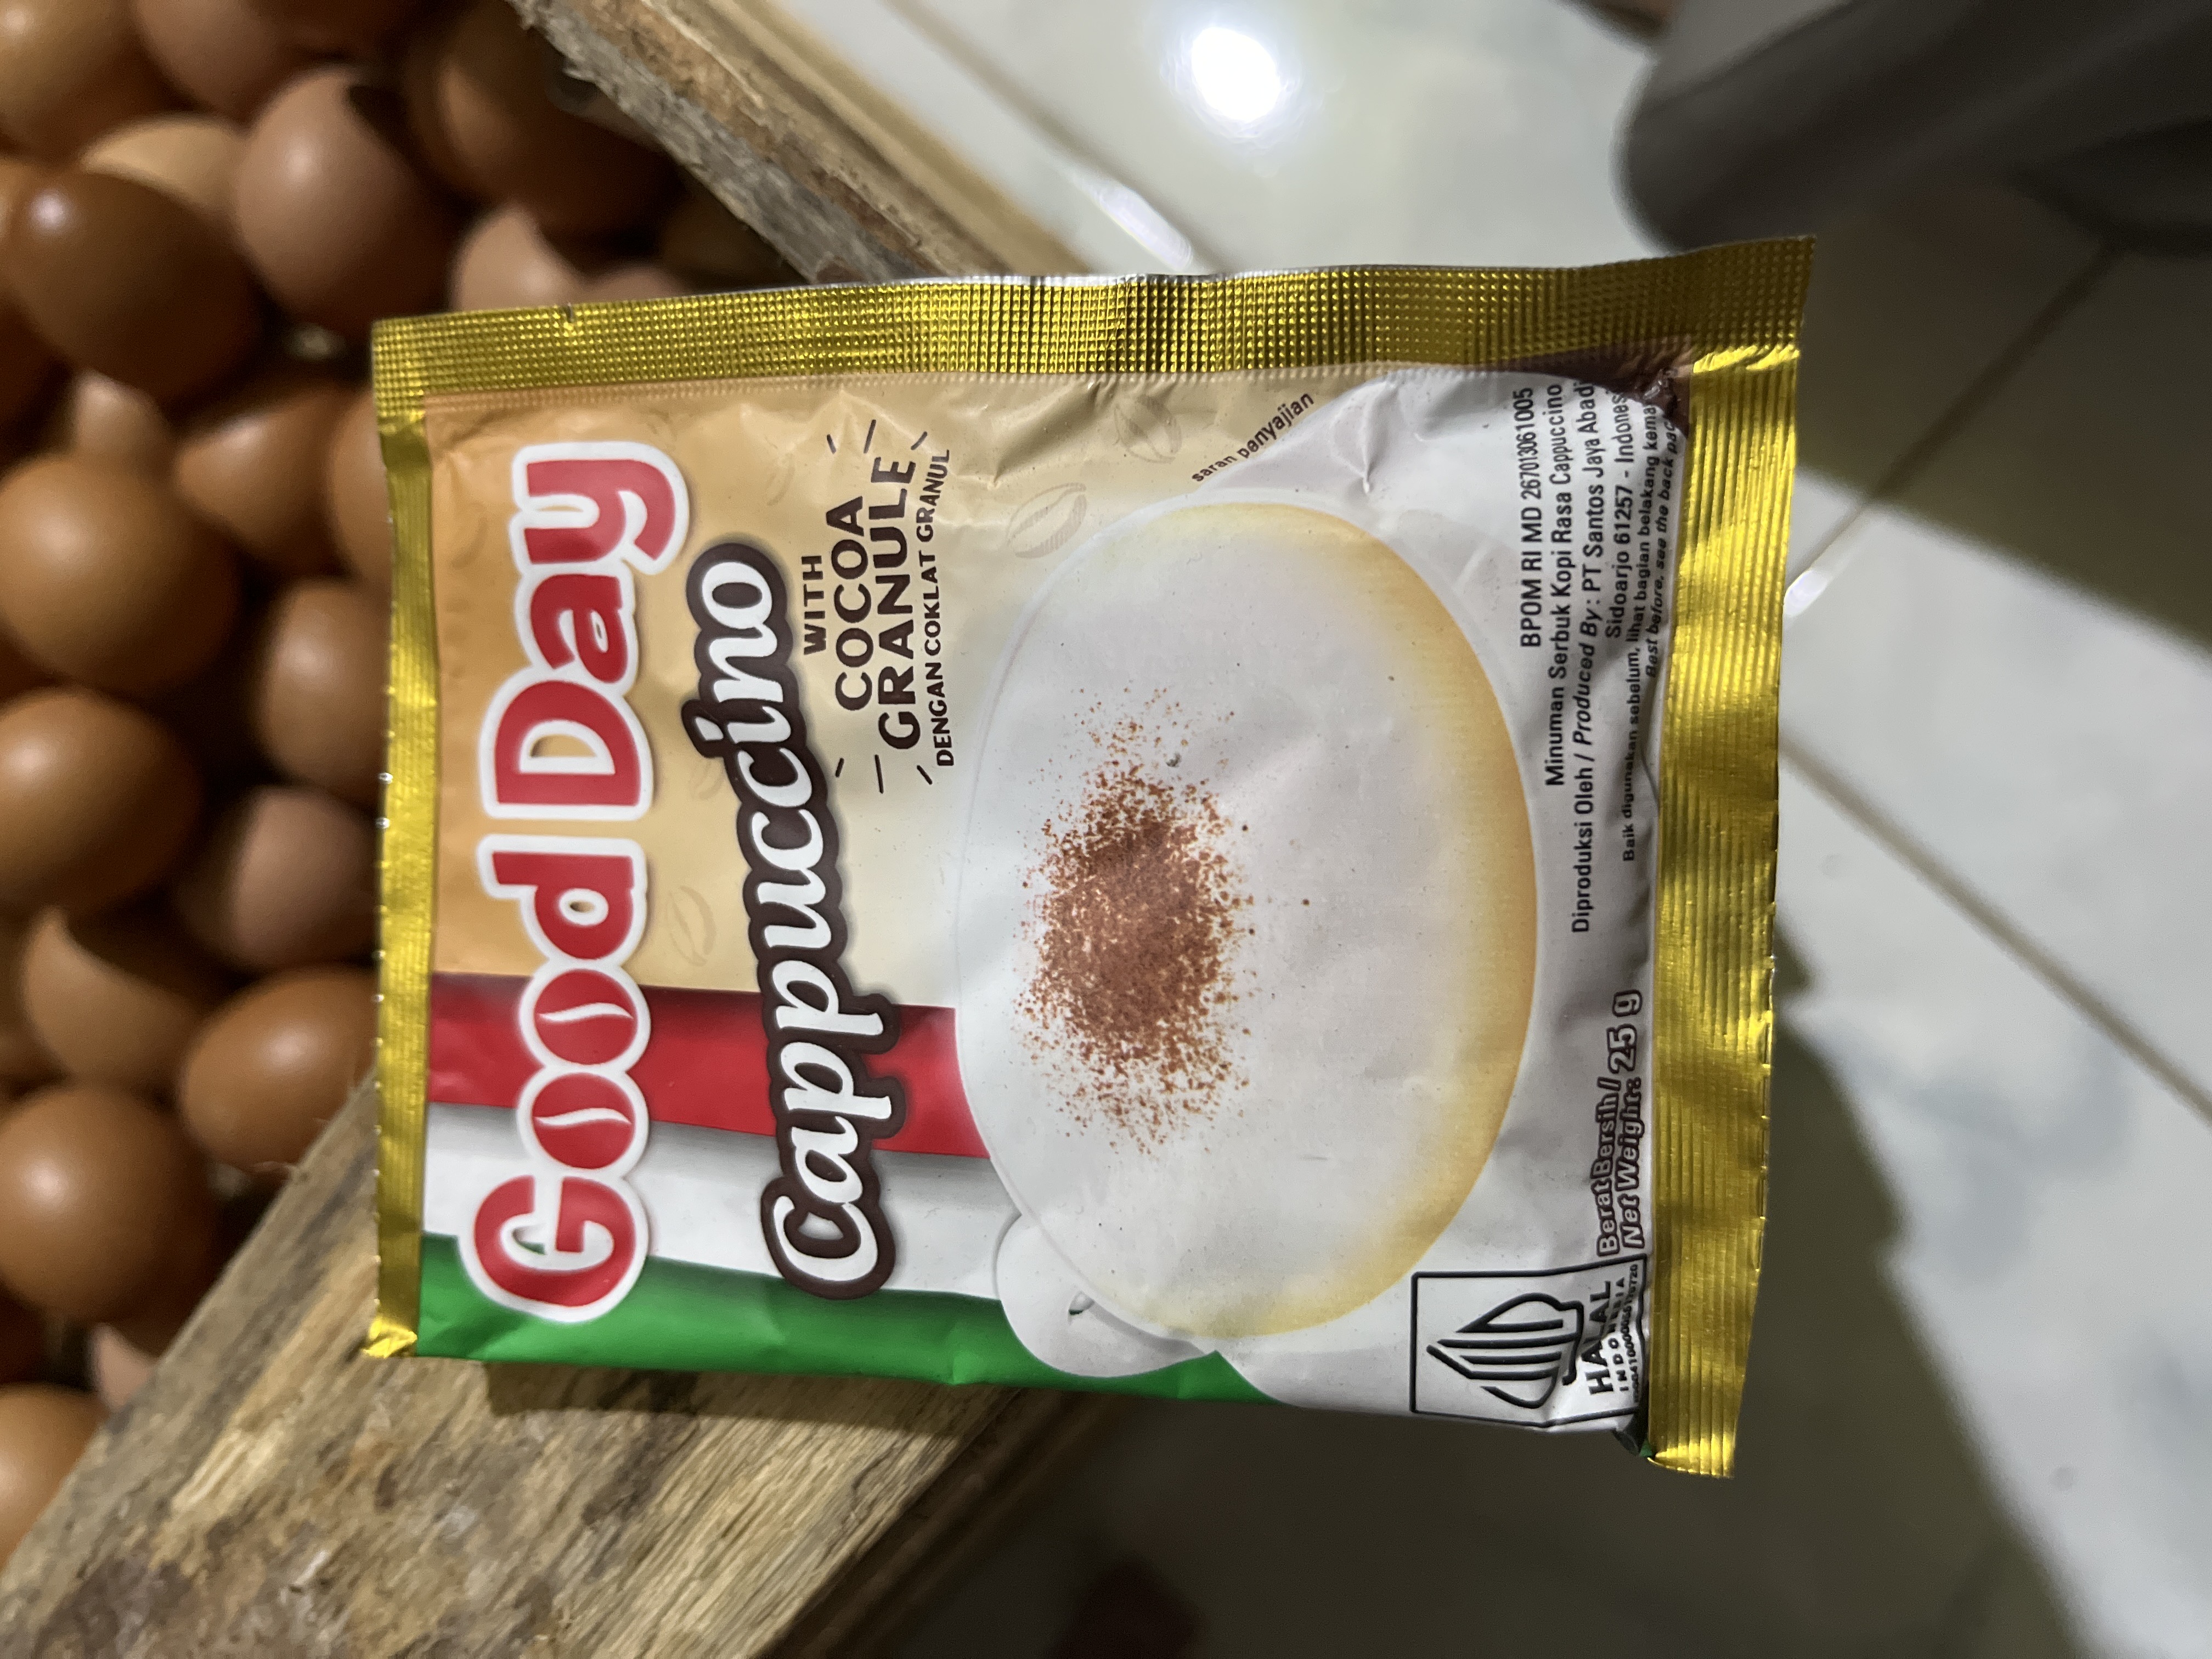 Good Day
Cappuccino
WITH
COCOA
GRANULE
DENGAN COKLAT GRANUL
saran penyajian
HALAL
INDONESIA
Berat Bersih /
Net Weight: 25 g
BPOM RI MD 267013061005
Minuman Serbuk Kopi Rasa Cappuccino
Diproduksi Oleh / Produced By: PT Santos Jaya Abadi
Sidoarjo 61257 - Indonesi
Baik digunakan sebelum, lihat bagian belakang kema
Best before, see the back pac